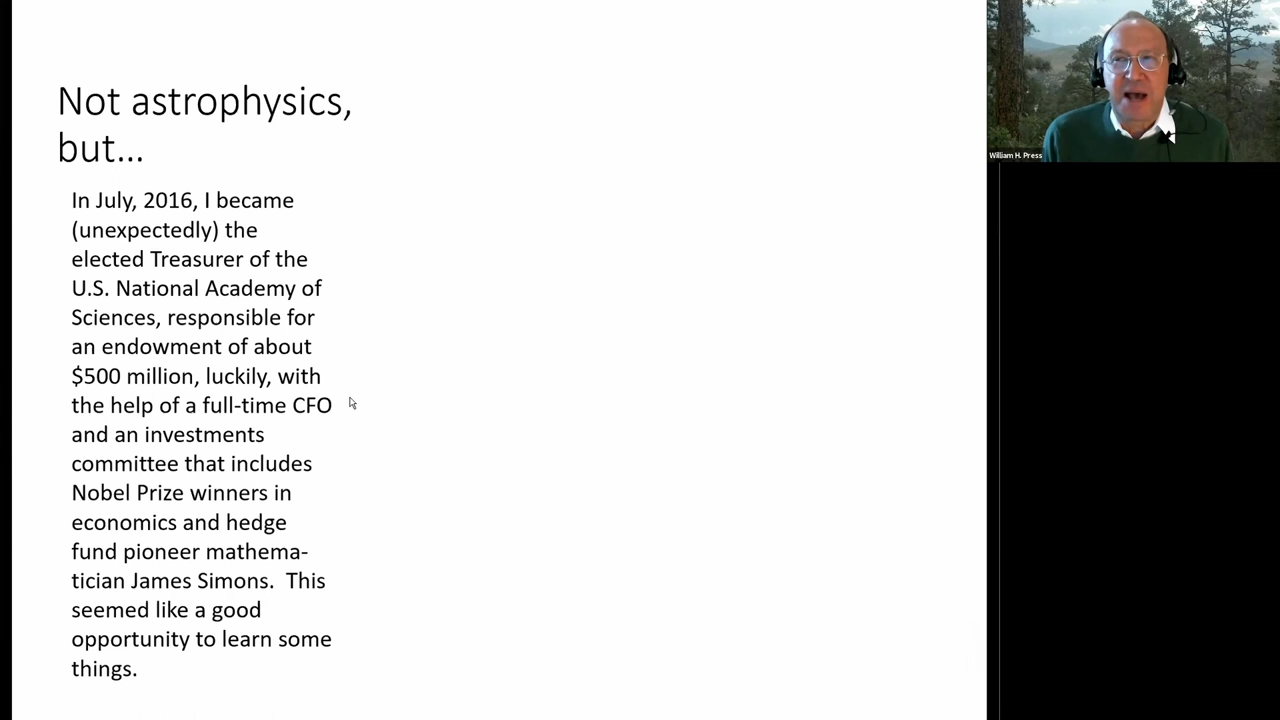 Not astrophysics,
but...
In July, 2016, I became
(unexpectedly) the
elected Treasurer of the
U.S. National Academy of
Sciences, responsible for
an endowment of about
$500 million, luckily, with
the help of a full-time CFO
and an investments
committee that includes
Nobel Prize winners in
economics and hedge
fund pioneer mathema-
tician James Simons.  This
seemed like a good
opportunity to learn some
things.
William H. Press